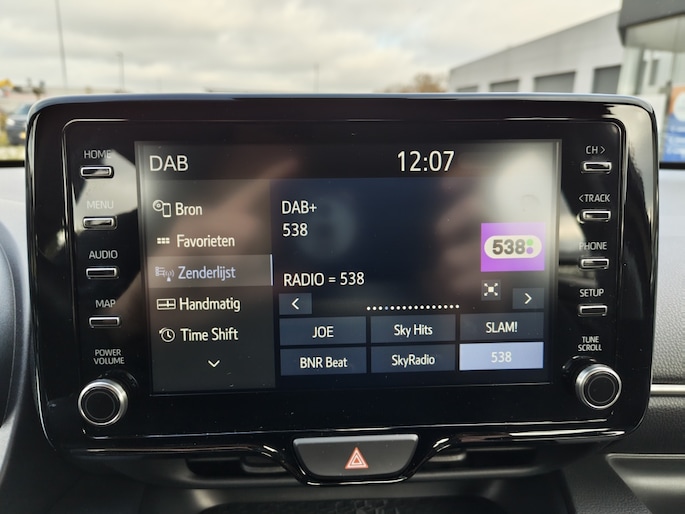 HOME
MENU
AUDIO
MAP
POWER
VOLUME
DAB
12:07
Bron
Favorieten
Zenderlijst
Handmatig
Time Shift
DAB+
538
538
RADIO = 538
JOE
Sky Hits
SLAM!
BNR Beat
SkyRadio
538
CH >
< TRACK
PHONE
SETUP
TUNE
SCROLL